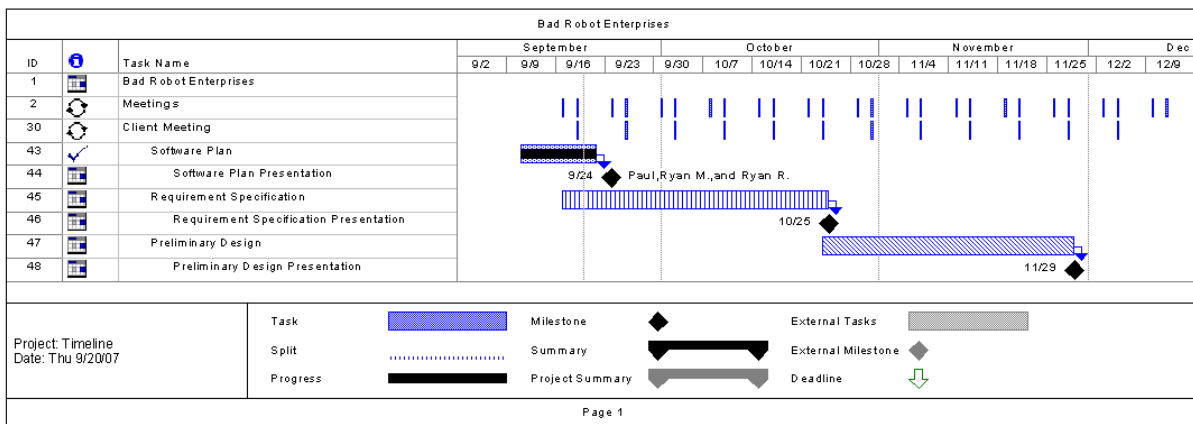 Bad Robot Enterprises
September October November Dec
ID Task Name 9/2 9/9 9/16 9/23 9/30 10/7 10/14 10/21 10/28 11/4 11/11 11/18 11/25 12/2 12/9
1 Bad Robot Enterprises
2 Meetings
30 Client Meeting
43 Software Plan
44 Software Plan Presentation 9/24 Paul,Ryan M.,and Ryan R.
45 Requirement Specification
46 Requirement Specification Presentation 10/25
47 Preliminary Design
48 Preliminary Design Presentation 11/29
Project: Timeline
Date: Thu 9/20/07
Task Milestone External Tasks
Split Summary External Milestone
Progress Project Summary Deadline
Page 1